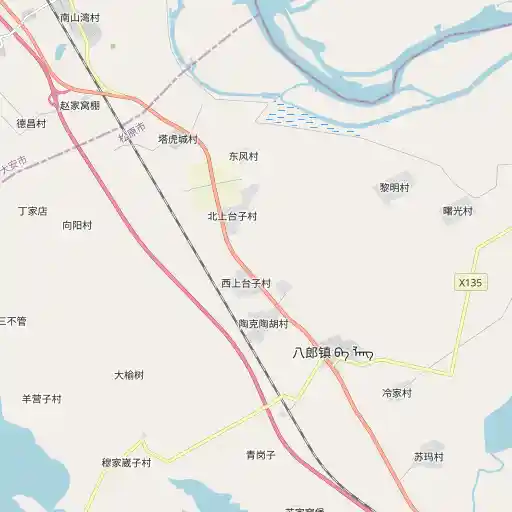 南山湾村
赵家窝棚
德昌村
松原市
塔虎城村
东风村
大安市
黎明村
丁家店
向阳村
北上台子村
曙光村
西上台子村
X135
三不管
陶克陶胡村
八郎镇
大榆树
冷家村
羊营子村
穆家崴子村
青岗子
苏玛村